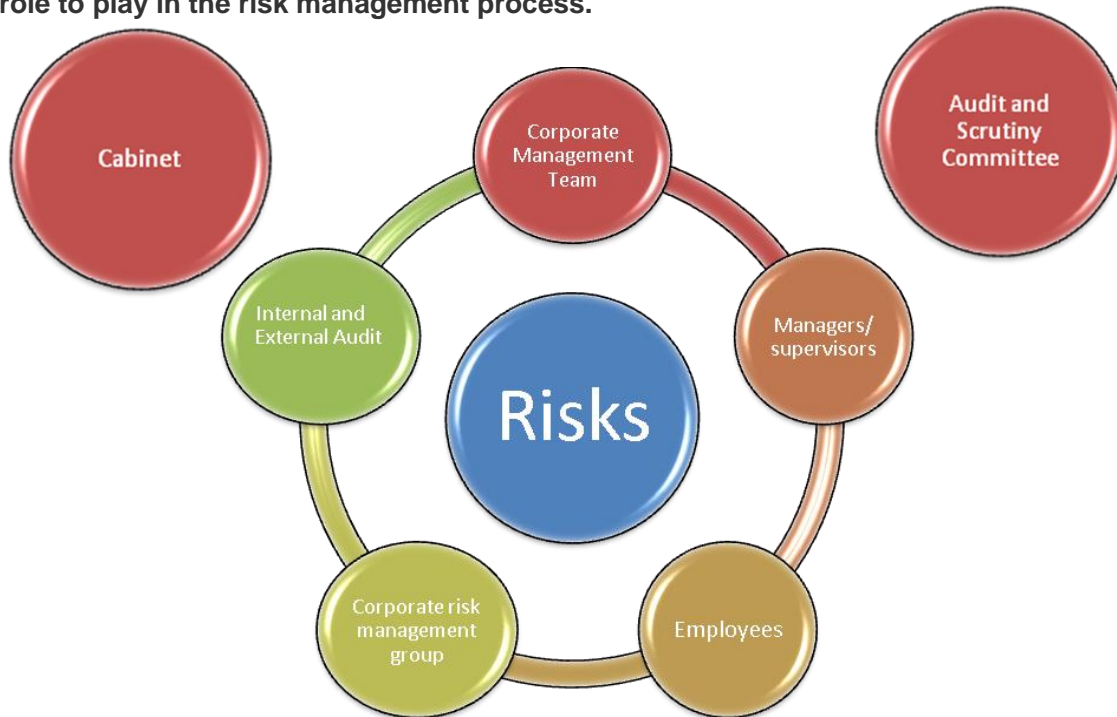 role to play in the risk management process.
Cabinet
Corporate
Management
Team
Audit and
Scrutiny
Committee
Internal and
External Audit
Managers/
supervisors
Risks
Corporate risk
management
group
Employees